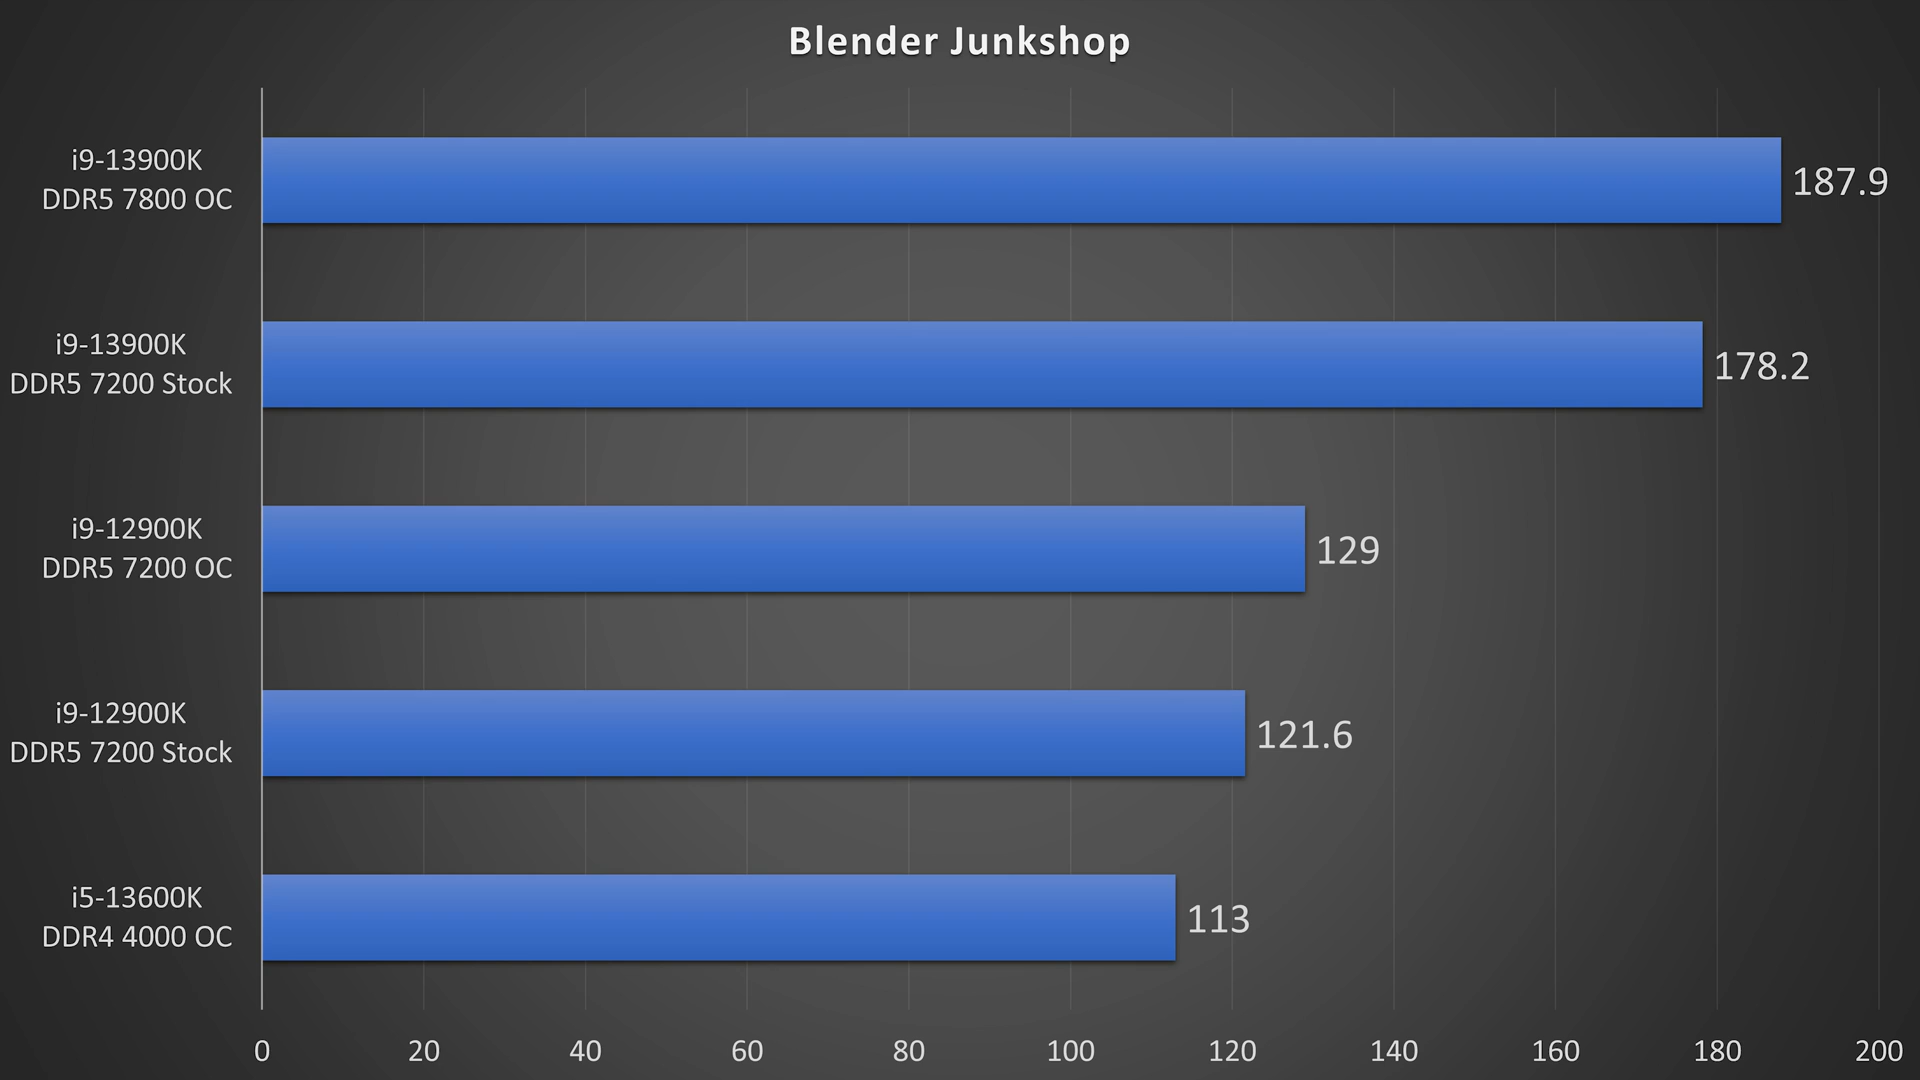 Blender Junkshop
i9-13900K
DDR5 7800 OC
187.9
i9-13900K
DDR5 7200 Stock
178.2
i9-12900K
DDR5 7200 OC
129
i9-12900K
DDR5 7200 Stock
121.6
i5-13600K
DDR4 4000 OC
113
0 20 40 60 80 100 120 140 160 180 200